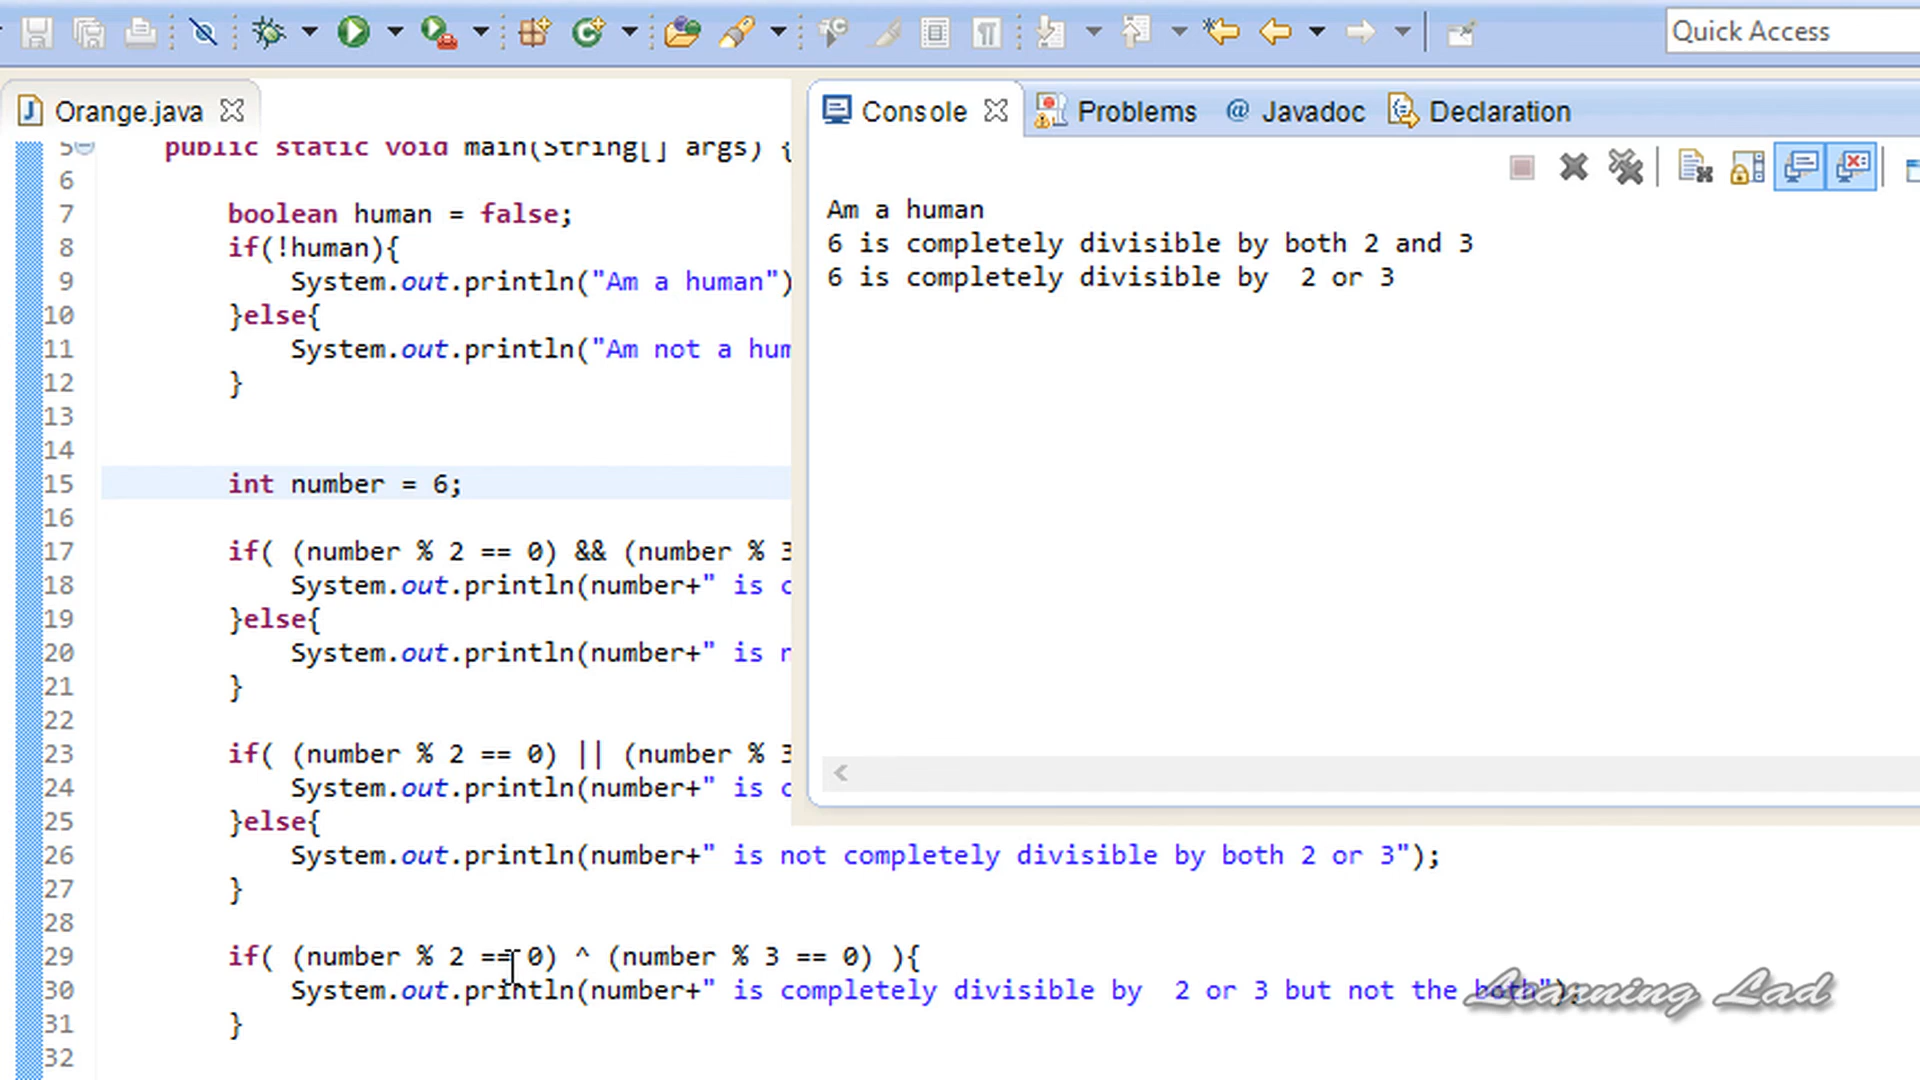 Quick Access
Orange.java
5 public static void main(String[] args) {
6
7 boolean human = false;
8 if(!human){
9 System.out.println("Am a human")
10 }else{
11 System.out.println("Am not a hum
12 }
13
14
15 int number = 6;
16
17 if( (number % 2 == 0) && (number % 3
18 System.out.println(number+" is c
19 }else{
20 System.out.println(number+" is n
21 }
22
23 if( (number % 2 == 0) || (number % 3
24 System.out.println(number+" is c
25 }else{
26 System.out.println(number+" is not completely divisible by both 2 or 3");
27 }
28
29 if( (number % 2 == 0) ^ (number % 3 == 0) ){
30 System.out.println(number+" is completely divisible by  2 or 3 but not the both");
31 }
32
Console Problems @ Javadoc Declaration
Am a human
6 is completely divisible by both 2 and 3
6 is completely divisible by  2 or 3
Learning Lad